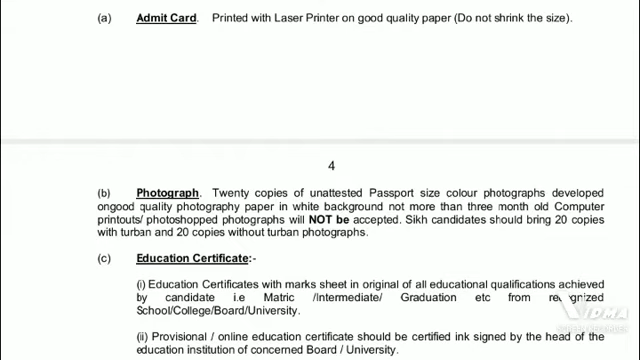 (a) Admit Card. Printed with Laser Printer on good quality paper (Do not shrink the size).
4
(b) Photograph. Twenty copies of unattested Passport size colour photographs developed
ongood quality photography paper in white background not more than three month old Computer
printouts/ photoshopped photographs will NOT be accepted. Sikh candidates should bring 20 copies
with turban and 20 copies without turban photographs.
(c) Education Certificate:-
(i) Education Certificates with marks sheet in original of all educational qualifications achieved
by candidate i.e Matric /Intermediate/ Graduation etc from recognized
School/College/Board/University.
(ii) Provisional / online education certificate should be certified ink signed by the head of the
education institution of concerned Board / University.
VIDMA
SCREEN RECORDER